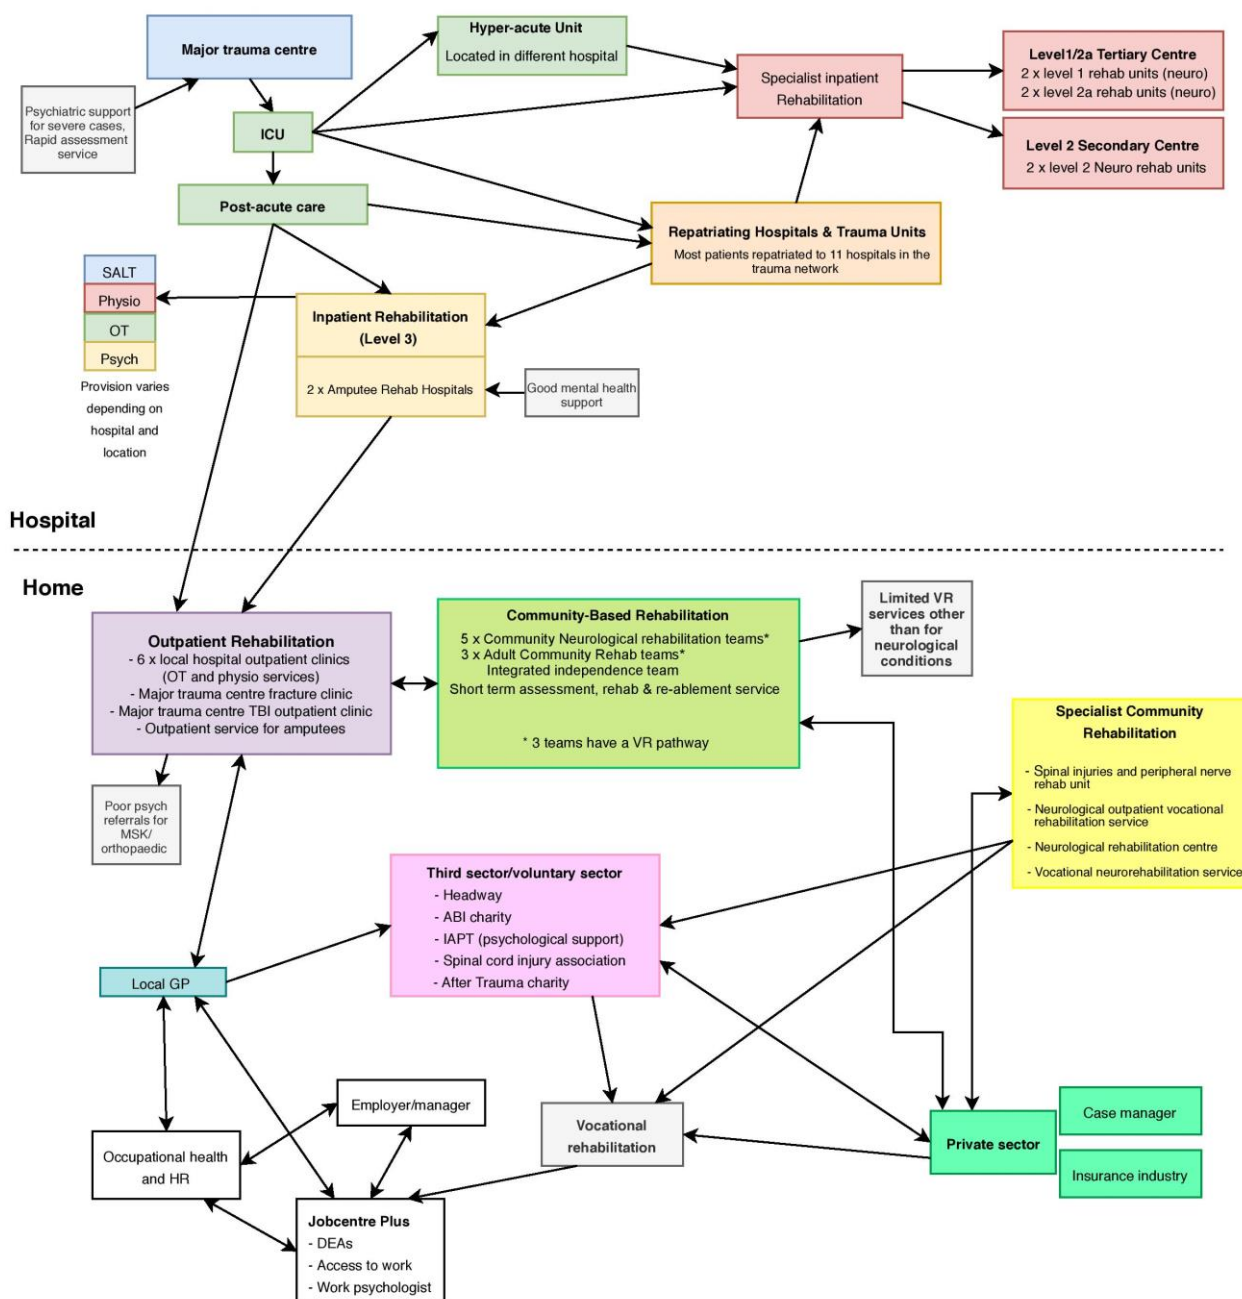 Major trauma centre
Hyper-acute Unit
Located in different hospital
Specialist inpatient
Rehabilitation
Level1/2a Tertiary Centre
2 x level 1 rehab units (neuro)
2 x level 2a rehab units (neuro)
Psychiatric support
for severe cases,
Rapid assessment
service
ICU
Level 2 Secondary Centre
2 x level 2 Neuro rehab units
Post-acute care
Repatriating Hospitals & Trauma Units
Most patients repatriated to 11 hospitals in the
trauma network
SALT
Physio
OT
Psych
Provision varies
depending on
hospital and
location
Inpatient Rehabilitation
(Level 3)
2 x Amputee Rehab Hospitals
Good mental health
support
Hospital
Home
Outpatient Rehabilitation
- 6 x local hospital outpatient clinics
(OT and physio services)
- Major trauma centre fracture clinic
- Major trauma centre TBI outpatient clinic
- Outpatient service for amputees
Community-Based Rehabilitation
5 x Community Neurological rehabilitation teams*
3 x Adult Community Rehab teams*
Integrated independence team
Short term assessment, rehab & re-ablement service
* 3 teams have a VR pathway
Limited VR
services other
than for
neurological
conditions
Specialist Community
Rehabilitation
- Spinal injuries and peripheral nerve
rehab unit
- Neurological outpatient vocational
rehabilitation service
- Neurological rehabilitation centre
- Vocational neurorehabilitation service
Poor psych
referrals for
MSK/
orthopaedic
Third sector/voluntary sector
- Headway
- ABI charity
- IAPT (psychological support)
- Spinal cord injury association
- After Trauma charity
Local GP
Employer/manager
Occupational health
and HR
Vocational
rehabilitation
Private sector
Case manager
Insurance industry
Jobcentre Plus
- DEAs
- Access to work
- Work psychologist